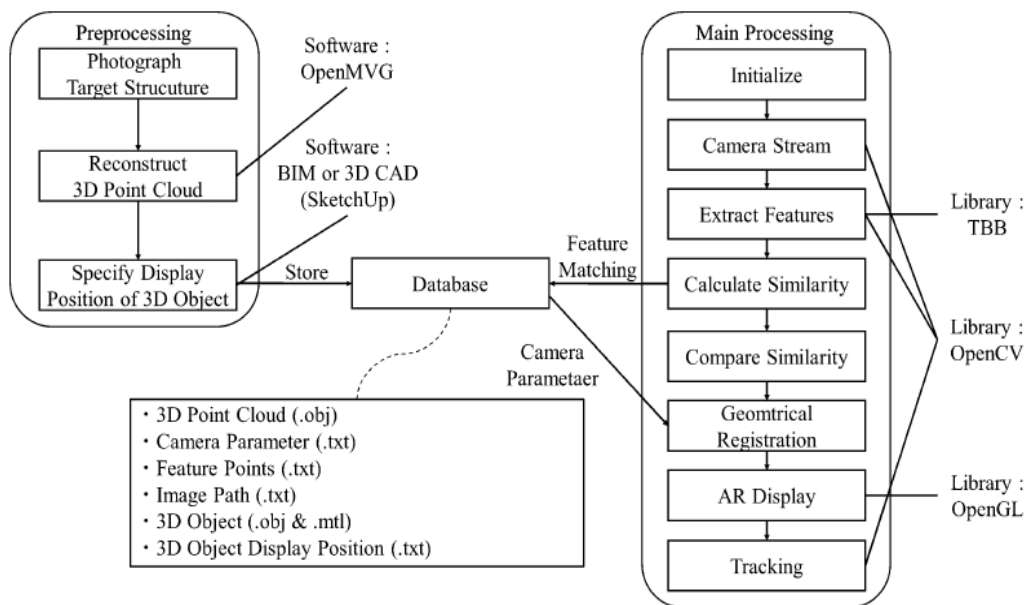 Preprocessing
Photograph
Target Strucuture
Reconstruct
3D Point Cloud
Specify Display
Position of 3D Object
Software :
OpenMVG
Software :
BIM or 3D CAD
(SketchUp)
Store
Database
Feature
Matching
Camera
Parametaer
・3D Point Cloud (.obj)
・Camera Parameter (.txt)
・Feature Points (.txt)
・Image Path (.txt)
・3D Object (.obj & .mtl)
・3D Object Display Position (.txt)
Main Processing
Initialize
Camera Stream
Extract Features
Calculate Similarity
Compare Similarity
Geomtrical
Registration
AR Display
Tracking
Library :
TBB
Library :
OpenCV
Library :
OpenGL